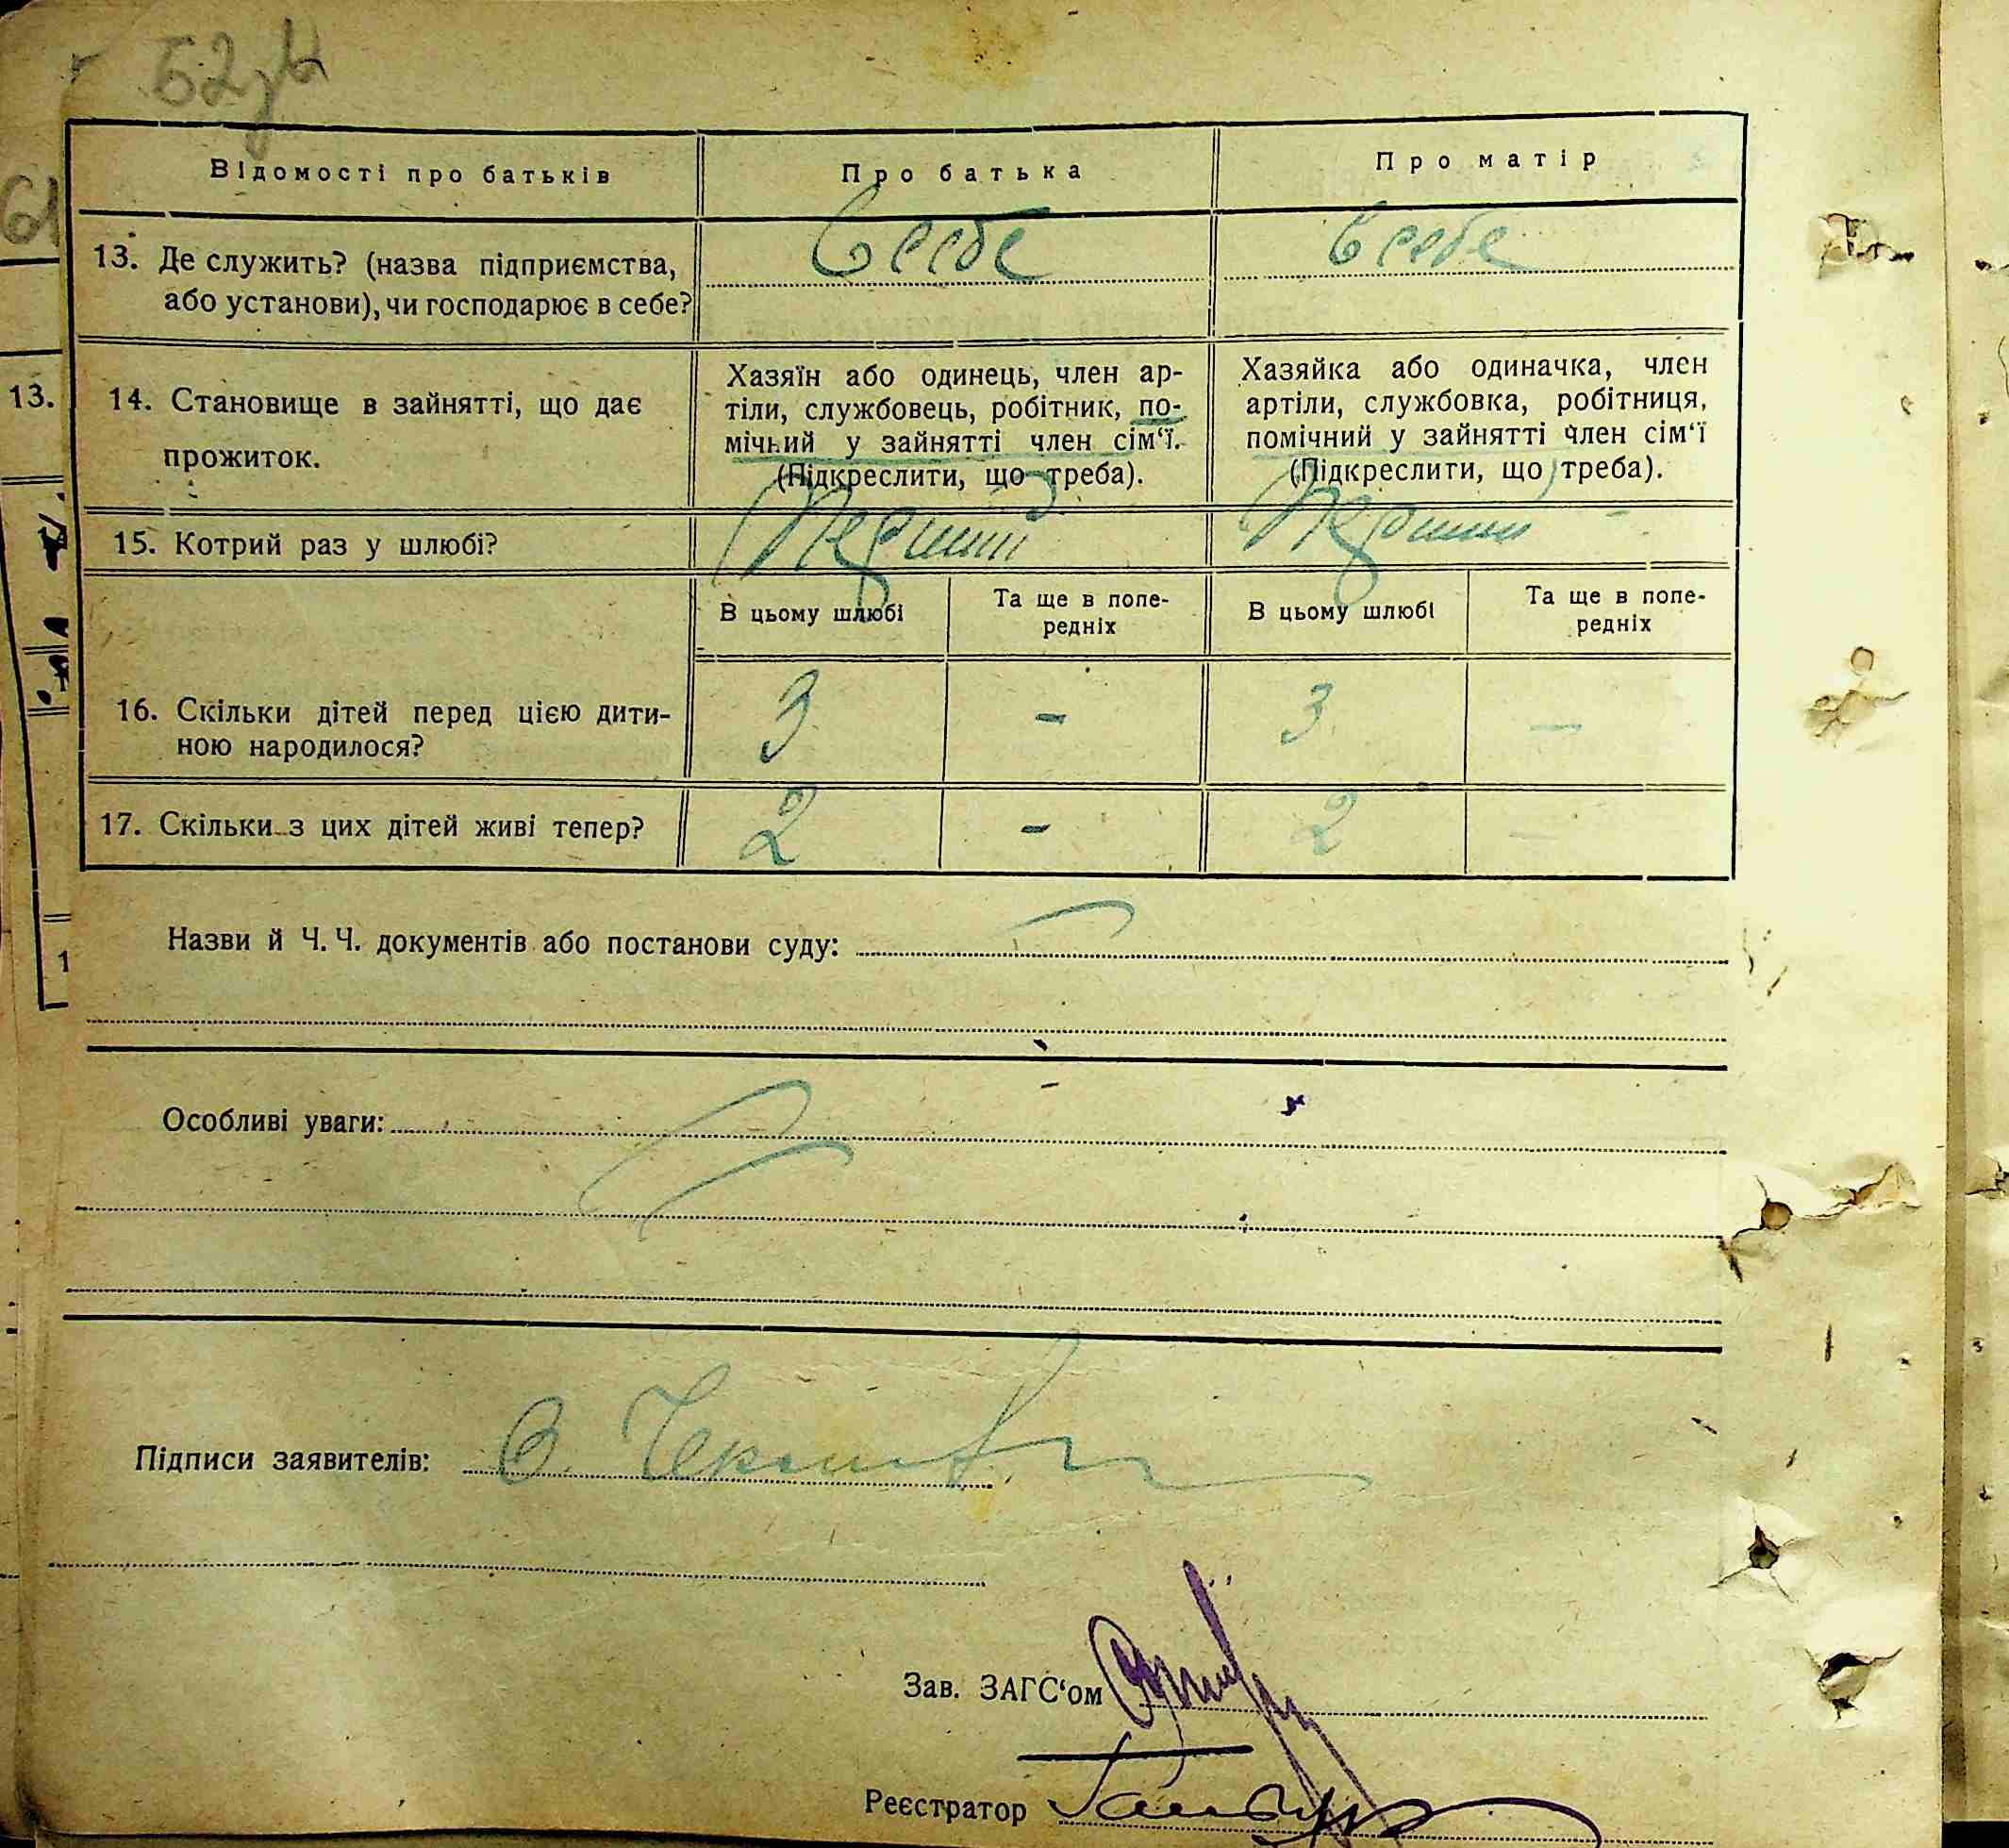 52зв
Відомості про батьків
Про батька
Про матір
61
13. Де служить? (назва підприємства,
або установи), чи господарює в себе?
в себе
в себе
13.
14. Становище в зайнятті, що дає
прожиток.
Хазяїн або одинець, член ар-
тіли, службовець, робітник, по-
мічний у зайнятті член сім‘ї.
(Підкреслити, що треба).
Хазяйка або одиначка, член
артіли, службовка, робітниця,
помічний у зайнятті член сім‘ї
(Підкреслити, що треба).
15. Котрий раз у шлюбі?
Перший
Перший
В цьому шлюбі
Та ще в попе-
редніх
В цьому шлюбі
Та ще в попе-
редніх
16. Скільки дітей перед цією дити-
ною народилося?
3
-
3
-
17. Скільки з цих дітей живі тепер?
2
-
2
-
Назви й Ч. Ч. документів або постанови суду:
1
Особливі уваги:
Підписи заявителів:
Зав. ЗАГС‘ом
Реєстратор